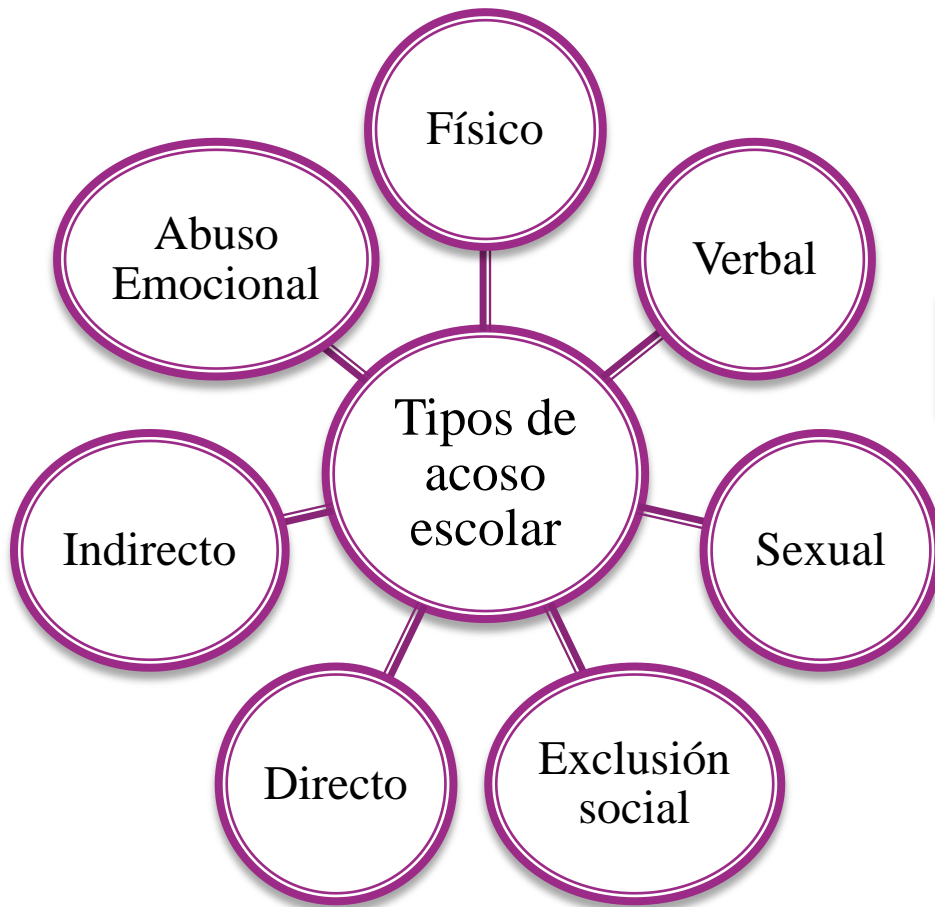 Físico
Abuso
Emocional
Verbal
Tipos de
acoso
escolar
Indirecto
Sexual
Directo
Exclusión
social